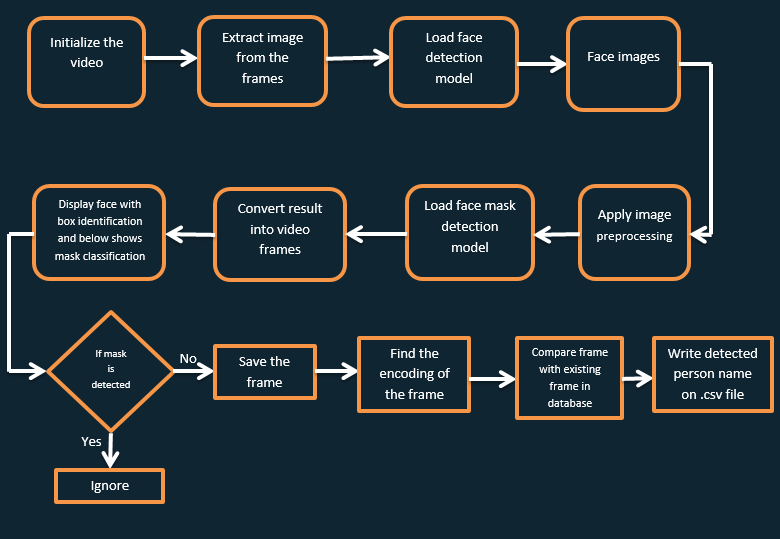 Initialize the
video
Extract image
from the
frames
Load face
detection
model
Face images
Apply image
preprocessing
Load face mask
detection
model
Convert result
into video
frames
Display face with
box identification
and below shows
mask classification
If mask
is
detected
No
Save the
frame
Find the
encoding of
the frame
Compare frame
with existing
frame in
database
Write detected
person name
on .csv file
Yes
Ignore